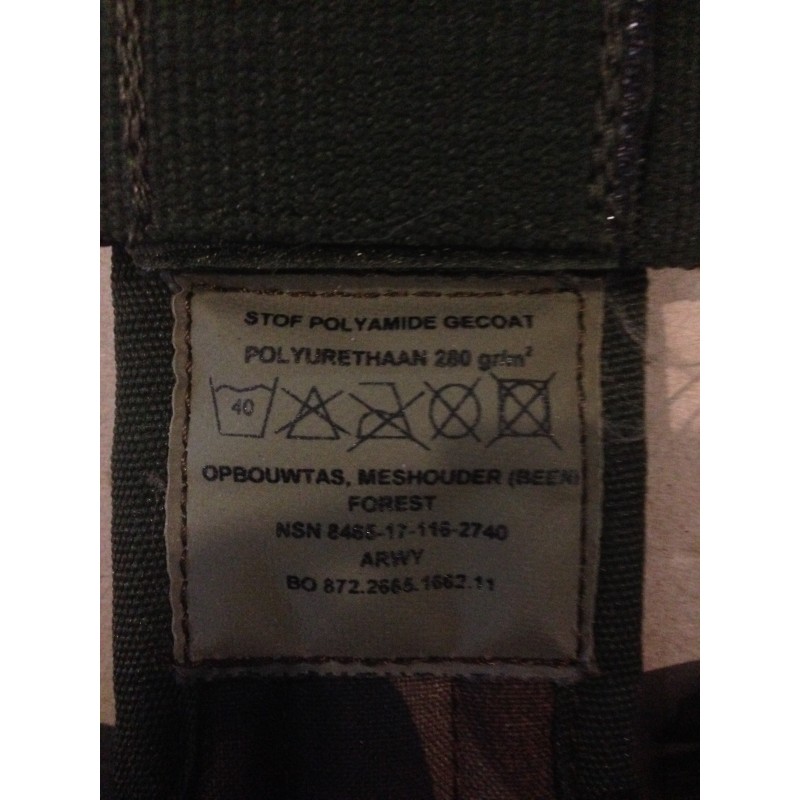 STOF POLYAMIDE GECOAT
POLYURETHAAN 280 gr/m²
40
OPBOUWTAS, MESHOUDER (BEEN)
FOREST
NSN 8465-17-116-2740
ARWY
BO 872.2665.1662.11